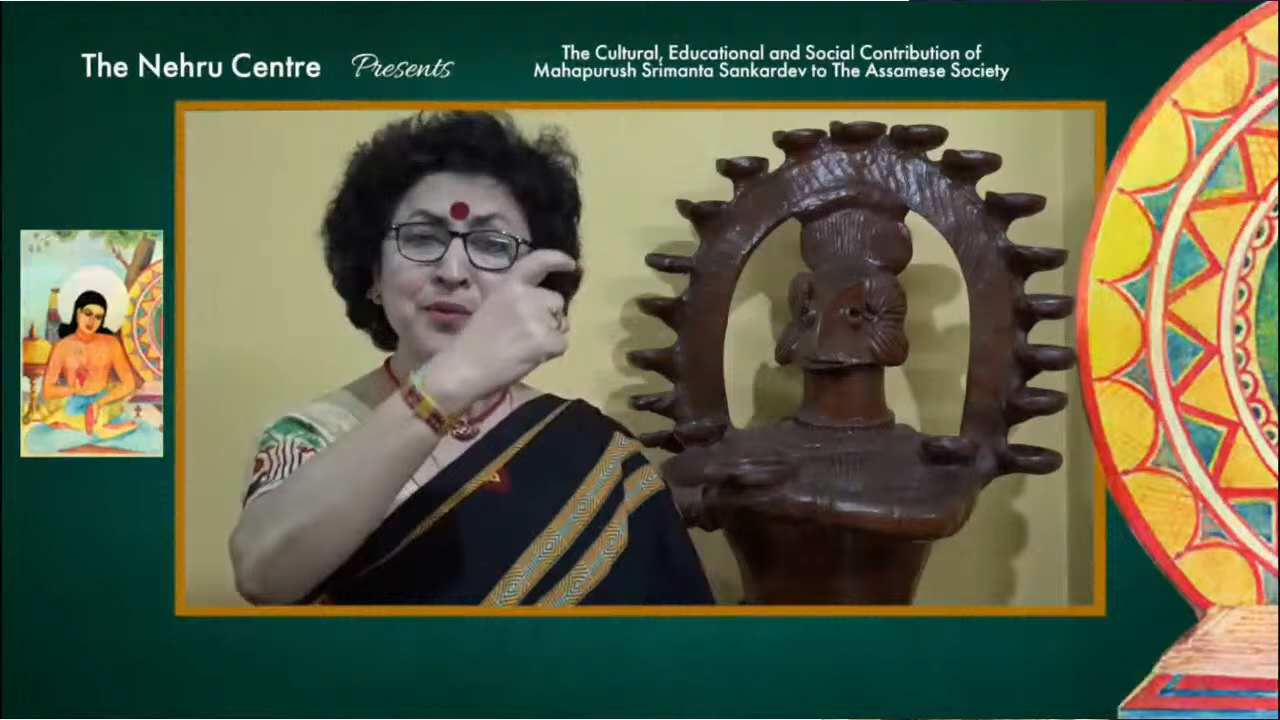 The Nehru Centre Presents
The Cultural, Educational and Social Contribution of
Mahapurush Srimanta Sankardev to The Assamese Society